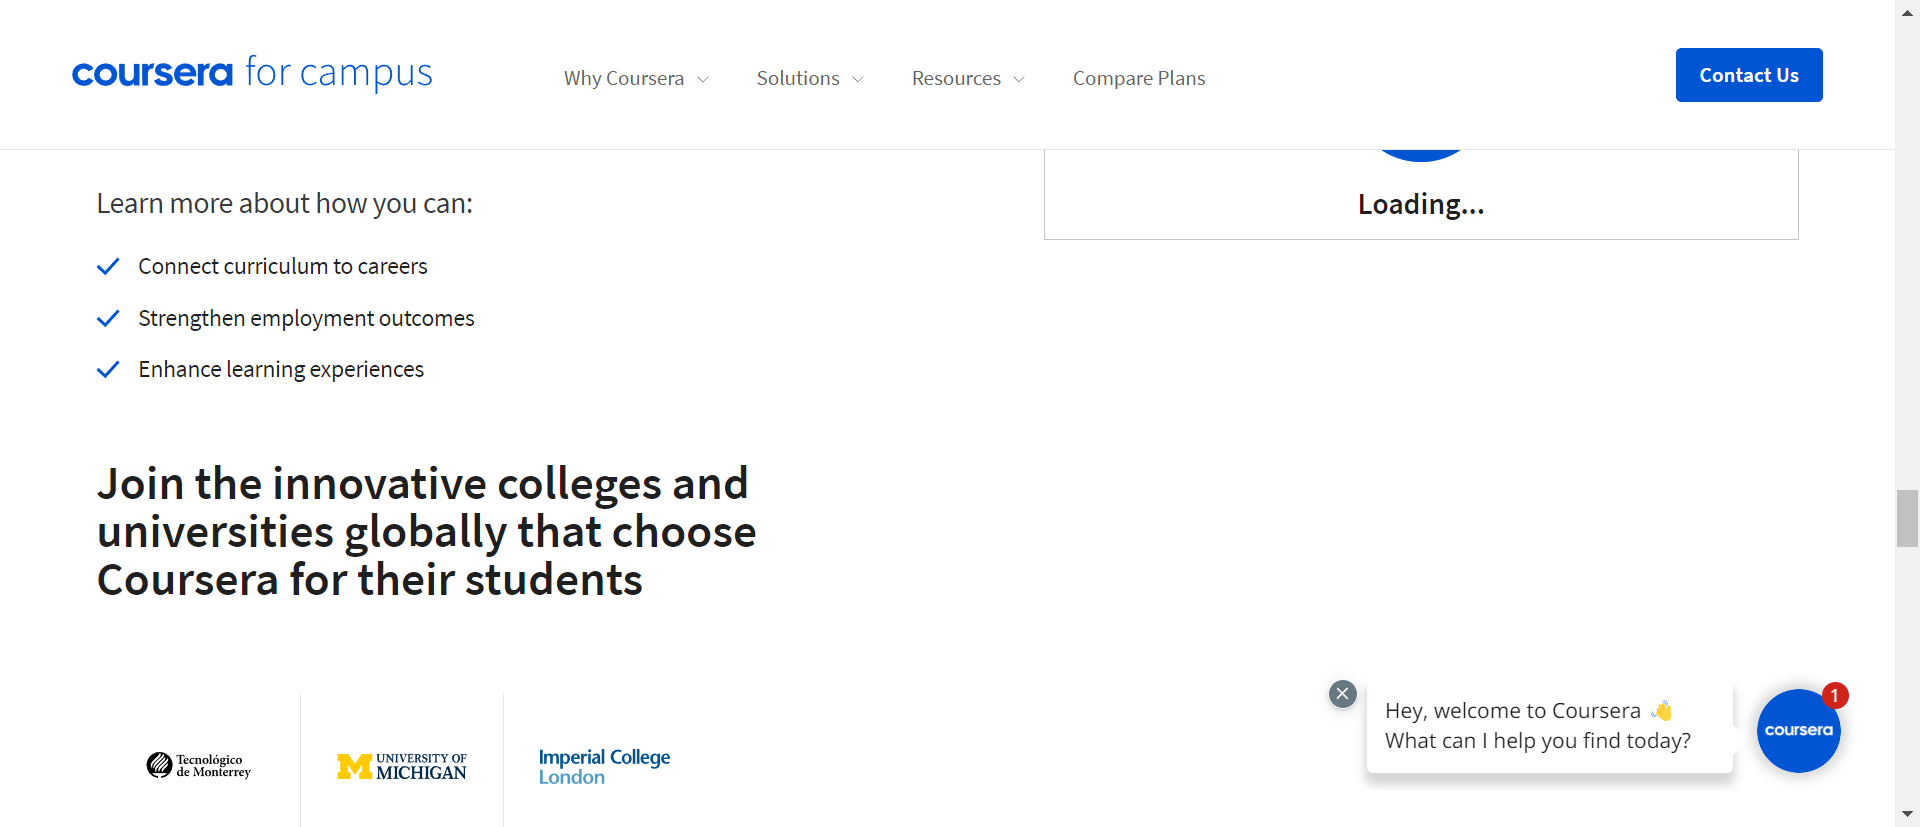 coursera for campus
Why Coursera
Solutions
Resources
Compare Plans
Contact Us
Learn more about how you can:
Loading...
Connect curriculum to careers
Strengthen employment outcomes
Enhance learning experiences
Join the innovative colleges and
universities globally that choose
Coursera for their students
Tecnológico
de Monterrey
M UNIVERSITY OF
MICHIGAN
Imperial College
London
Hey, welcome to Coursera 👋
What can I help you find today?
coursera
1